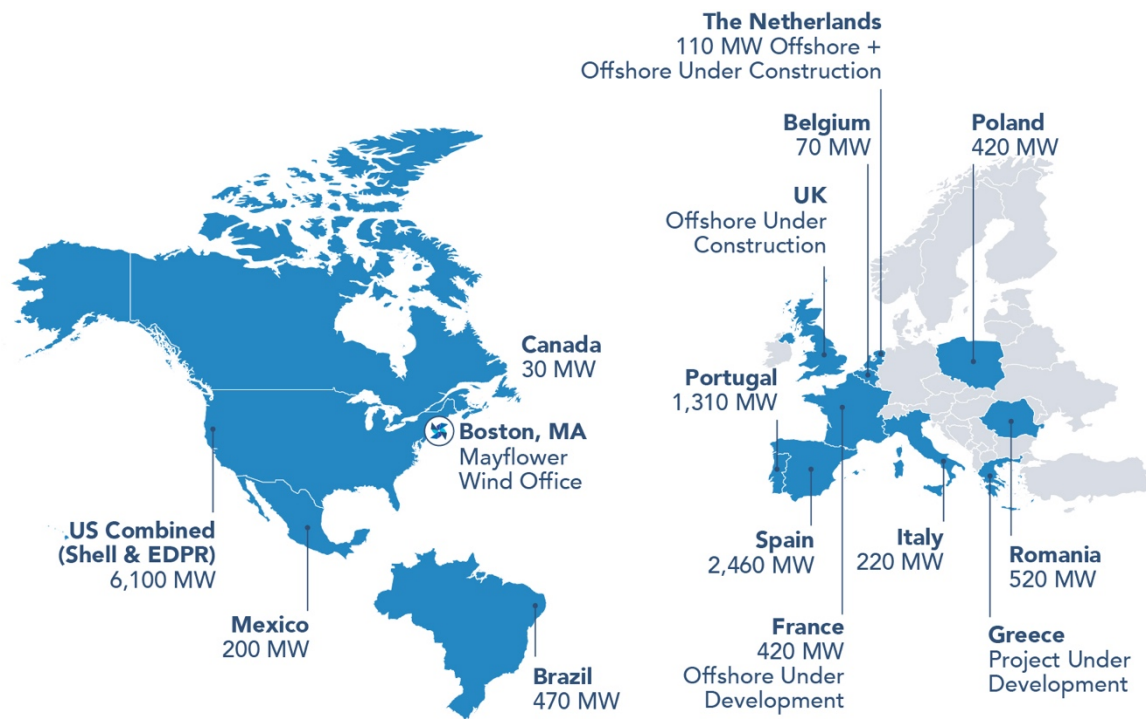 The Netherlands
110 MW Offshore +
Offshore Under Construction
Belgium
70 MW
Poland
420 MW
UK
Offshore Under
Construction
Canada
30 MW
Boston, MA
Mayflower
Wind Office
Portugal
1,310 MW
US Combined
(Shell & EDPR)
6,100 MW
Mexico
200 MW
Brazil
470 MW
Spain
2,460 MW
Italy
220 MW
Romania
520 MW
France
420 MW
Offshore Under
Development
Greece
Project Under
Development